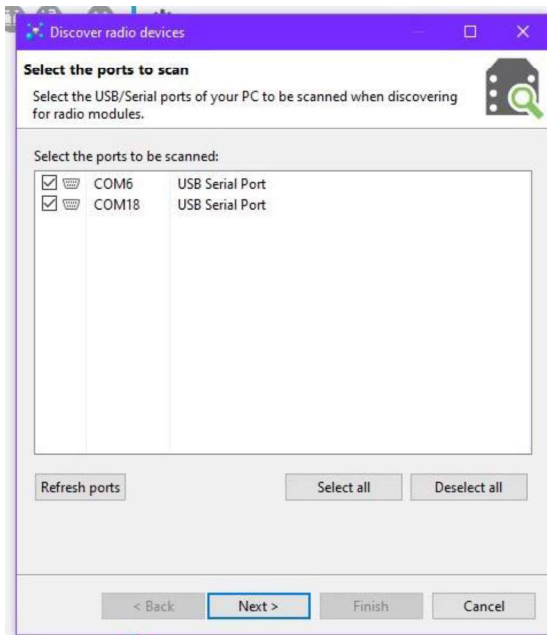 Discover radio devices
Select the ports to scan
Select the USB/Serial ports of your PC to be scanned when discovering
for radio modules.
Select the ports to be scanned:
COM6 USB Serial Port
COM18 USB Serial Port
Refresh ports Select all Deselect all
< Back Next > Finish Cancel